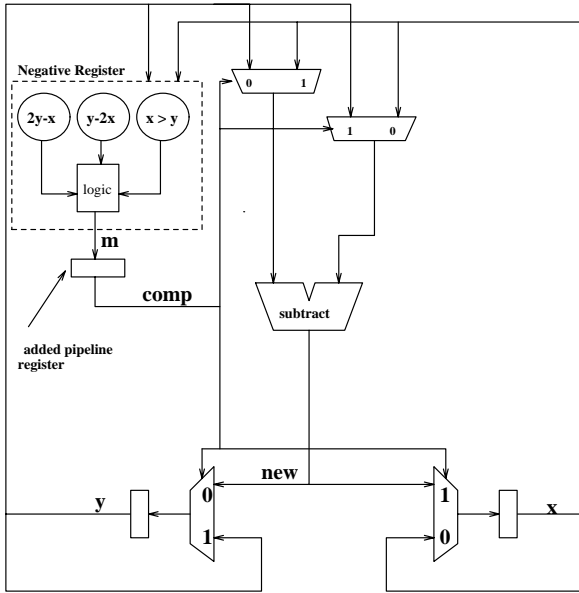 Negative Register
0 1
2y-x y-2x x > y
1 0
logic
m
comp
subtract
added pipeline
register
new
y 0 1 x
1 0